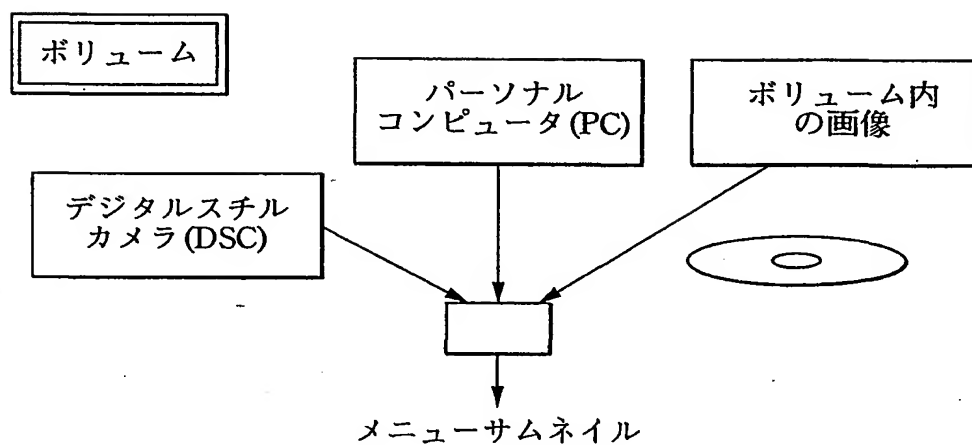 ボリューム
パーソナル
コンピュータ(PC)
ボリューム内
の画像
デジタルスチル
カメラ(DSC)
メニューサムネイル